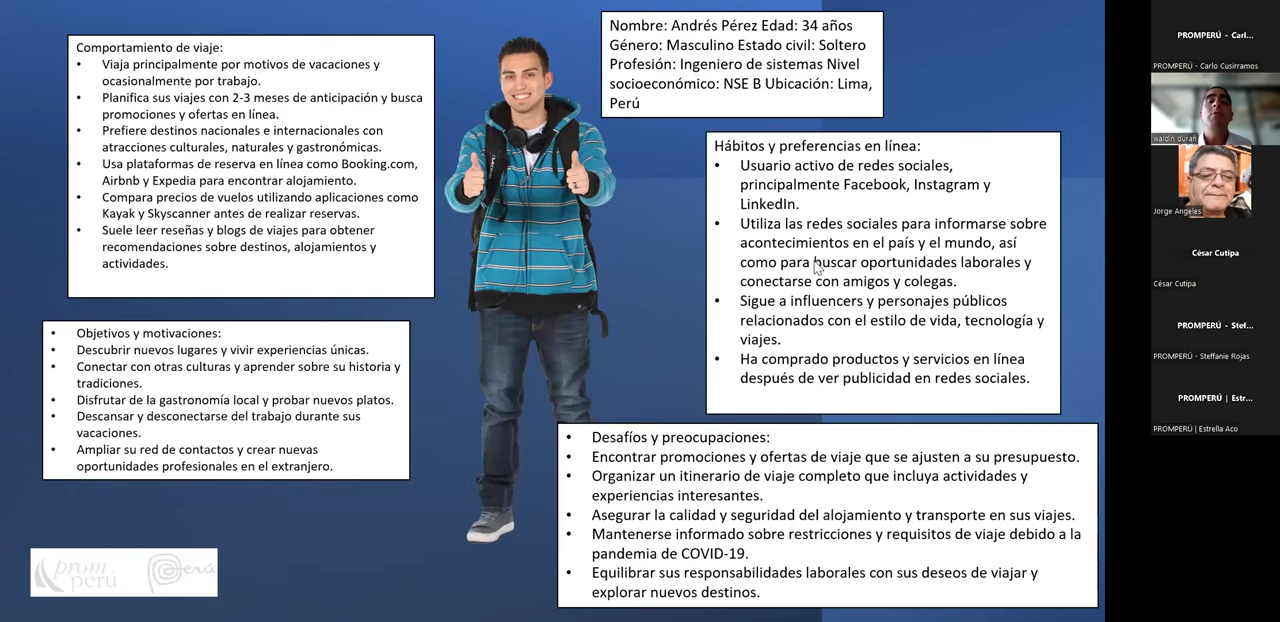 Comportamiento de viaje:
• Viaja principalmente por motivos de vacaciones y
ocasionalmente por trabajo.
• Planifica sus viajes con 2-3 meses de anticipación y busca
promociones y ofertas en línea.
• Prefiere destinos nacionales e internacionales con
atracciones culturales, naturales y gastronómicas.
• Usa plataformas de reserva en línea como Booking.com,
Airbnb y Expedia para encontrar alojamiento.
• Compara precios de vuelos utilizando aplicaciones como
Kayak y Skyscanner antes de realizar reservas.
• Suele leer reseñas y blogs de viajes para obtener
recomendaciones sobre destinos, alojamientos y
actividades.
• Objetivos y motivaciones:
• Descubrir nuevos lugares y vivir experiencias únicas.
• Conectar con otras culturas y aprender sobre su historia y
tradiciones.
• Disfrutar de la gastronomía local y probar nuevos platos.
• Descansar y desconectarse del trabajo durante sus
vacaciones.
• Ampliar su red de contactos y crear nuevas
oportunidades profesionales en el extranjero.
prom
perú
Perú
Nombre: Andrés Pérez Edad: 34 años
Género: Masculino Estado civil: Soltero
Profesión: Ingeniero de sistemas Nivel
socioeconómico: NSE B Ubicación: Lima,
Perú
Hábitos y preferencias en línea:
• Usuario activo de redes sociales,
principalmente Facebook, Instagram y
LinkedIn.
• Utiliza las redes sociales para informarse sobre
acontecimientos en el país y el mundo, así
como para buscar oportunidades laborales y
conectarse con amigos y colegas.
• Sigue a influencers y personajes públicos
relacionados con el estilo de vida, tecnología y
viajes.
• Ha comprado productos y servicios en línea
después de ver publicidad en redes sociales.
• Desafíos y preocupaciones:
• Encontrar promociones y ofertas de viaje que se ajusten a su presupuesto.
• Organizar un itinerario de viaje completo que incluya actividades y
experiencias interesantes.
• Asegurar la calidad y seguridad del alojamiento y transporte en sus viajes.
• Mantenerse informado sobre restricciones y requisitos de viaje debido a la
pandemia de COVID-19.
• Equilibrar sus responsabilidades laborales con sus deseos de viajar y
explorar nuevos destinos.
PROMPERÚ - Carl...
PROMPERÚ - Carlo Cusirramos
waldin duran
Jorge Angeles
César Cutipa
César Cutipa
PROMPERÚ - Stef...
PROMPERÚ - Steffanie Rojas
PROMPERÚ | Estr...
PROMPERÚ | Estrella Aco